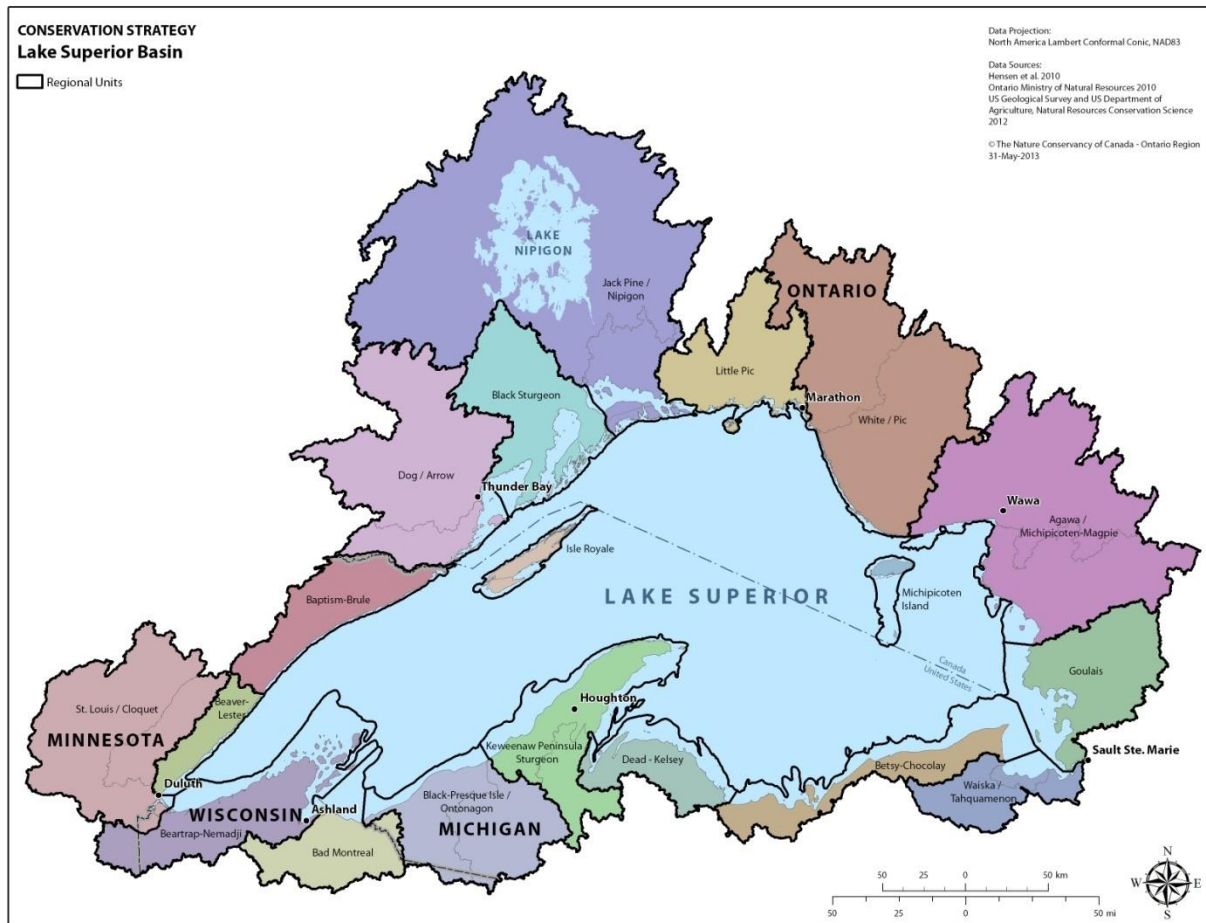 CONSERVATION STRATEGY
Lake Superior Basin
Regional Units
Data Projection:
North America Lambert Conformal Conic, NAD83
Data Sources:
Hensen et al. 2010
Ontario Ministry of Natural Resources 2010
US Geological Survey and US Department of
Agriculture, Natural Resources Conservation Science
2012
© The Nature Conservancy of Canada - Ontario Region
31-May-2013
LAKE
NIPIGON
Jack Pine /
Nipigon
ONTARIO
Little Pic
Black Sturgeon
Marathon
White / Pic
Dog / Arrow
Thunder Bay
Wawa
Agawa /
Michipicoten-Magpie
Isle Royale
Baptism-Brule
LAKE SUPERIOR
Michipicoten
Island
Canada
United States
Goulais
St. Louis / Cloquet
Beaver-
Lester
MINNESOTA
Houghton
Keweenaw Peninsula
Sturgeon
Dead - Kelsey
Betsy-Chocolay
Sault Ste. Marie
Duluth
WISCONSIN
Ashland
Black-Presque Isle /
Ontonagon
Waiska /
Tahquamenon
Beartrap-Nemadji
MICHIGAN
Bad Montreal
50 25 0 50 km
50 25 0 50 mi
N
W E
S